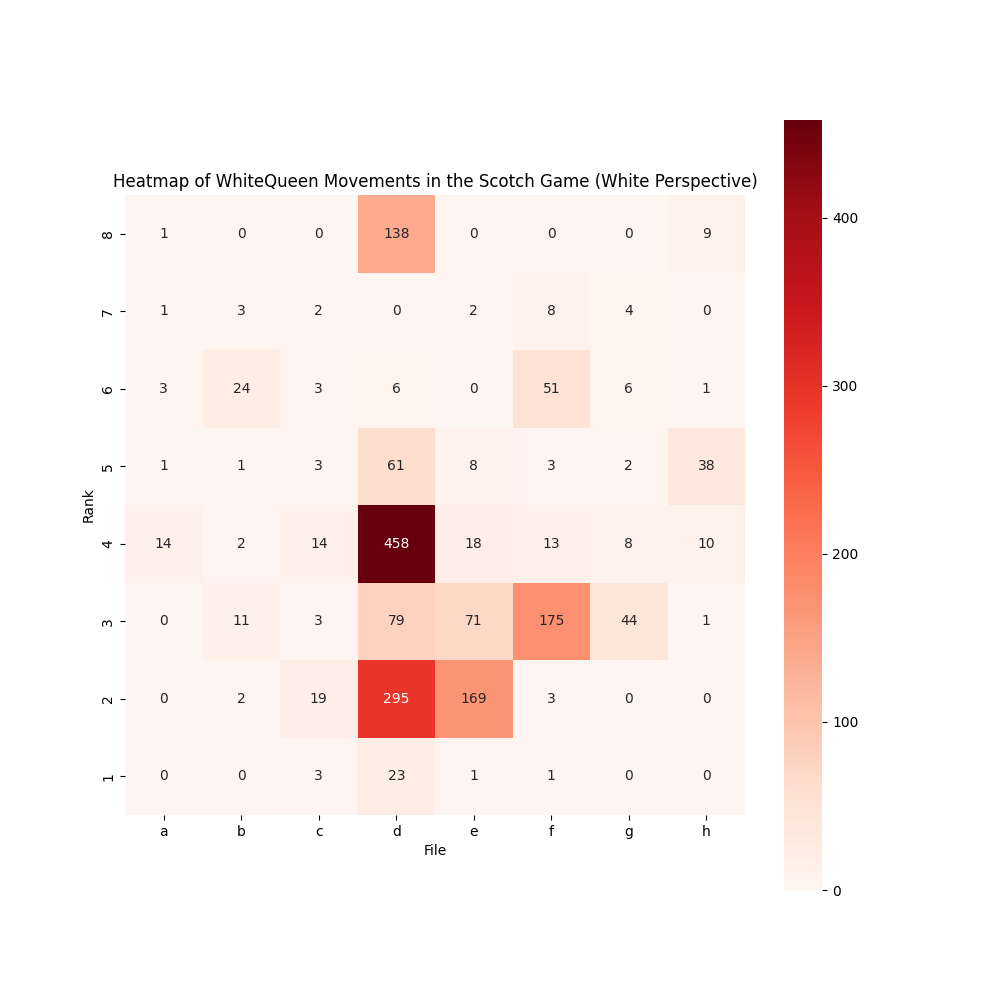 Heatmap of WhiteQueen Movements in the Scotch Game (White Perspective)
8 1 0 0 138 0 0 0 9
7 1 3 2 0 2 8 4 0
6 3 24 3 6 0 51 6 1
5 1 1 3 61 8 3 2 38
4 14 2 14 458 18 13 8 10
3 0 11 3 79 71 175 44 1
2 0 2 19 295 169 3 0 0
1 0 0 3 23 1 1 0 0
a b c d e f g h
File
Rank
400
300
200
100
0